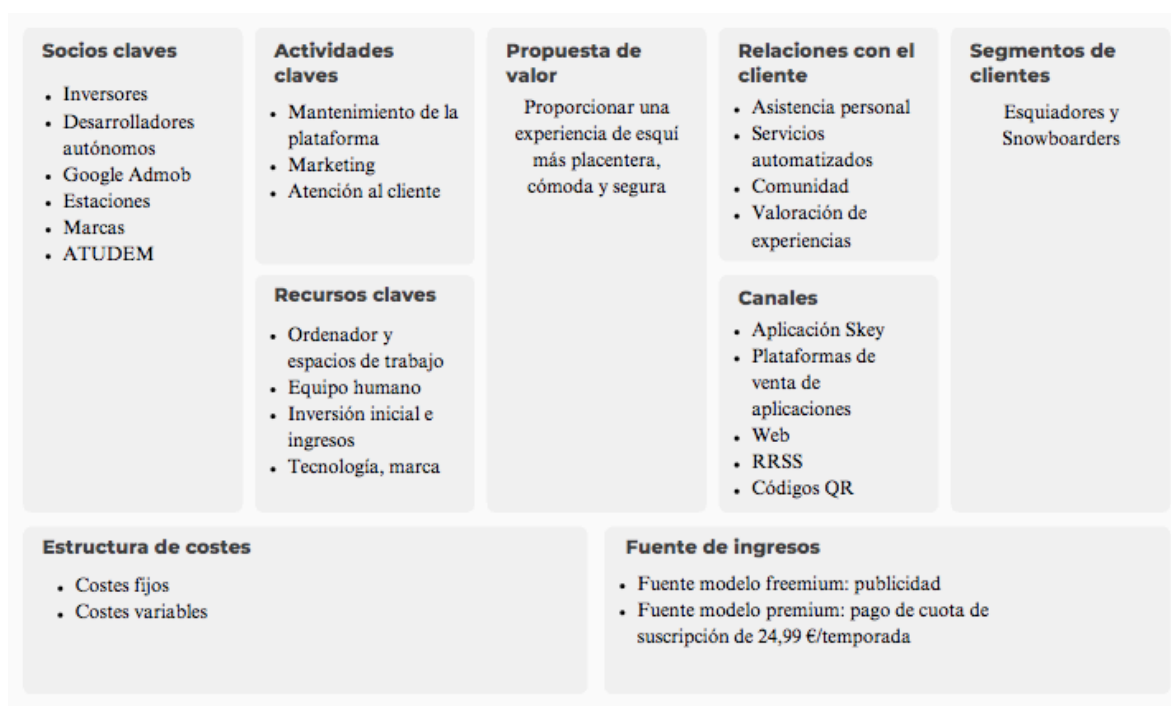 Socios claves
• Inversores
• Desarrolladores
autónomos
• Google Admob
• Estaciones
• Marcas
• ATUDEM
Actividades
claves
• Mantenimiento de la
plataforma
• Marketing
• Atención al cliente
Recursos claves
• Ordenador y
espacios de trabajo
• Equipo humano
• Inversión inicial e
ingresos
• Tecnología, marca
Propuesta de
valor
Proporcionar una
experiencia de esquí
más placentera,
cómoda y segura
Relaciones con el
cliente
• Asistencia personal
• Servicios
automatizados
• Comunidad
• Valoración de
experiencias
Canales
• Aplicación Skey
• Plataformas de
venta de
aplicaciones
• Web
• RRSS
• Códigos QR
Segmentos de
clientes
Esquiadores y
Snowboarders
Estructura de costes
• Costes fijos
• Costes variables
Fuente de ingresos
• Fuente modelo freemium: publicidad
• Fuente modelo premium: pago de cuota de
suscripción de 24,99 €/temporada